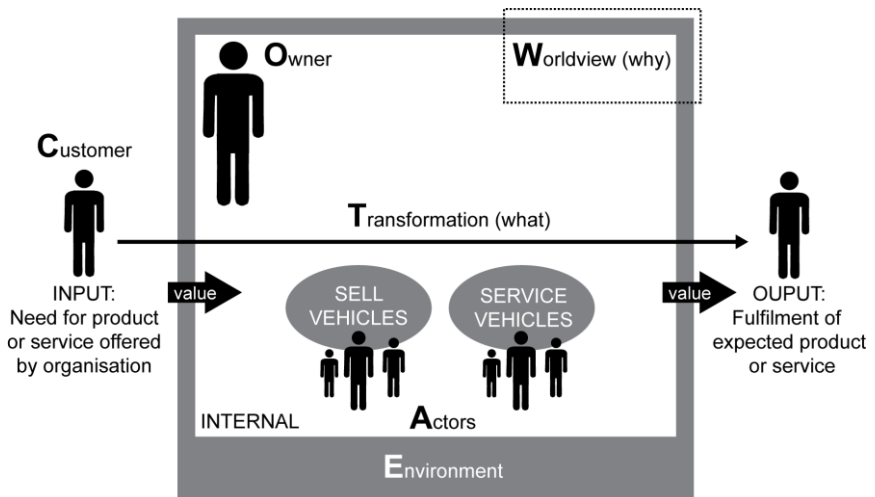 Owner
Worldview (why)
Customer
Transformation (what)
INPUT:
Need for product
or service offered
by organisation
value
SELL
VEHICLES
SERVICE
VEHICLES
value
OUPUT:
Fulfilment of
expected product
or service
INTERNAL
Actors
Environment